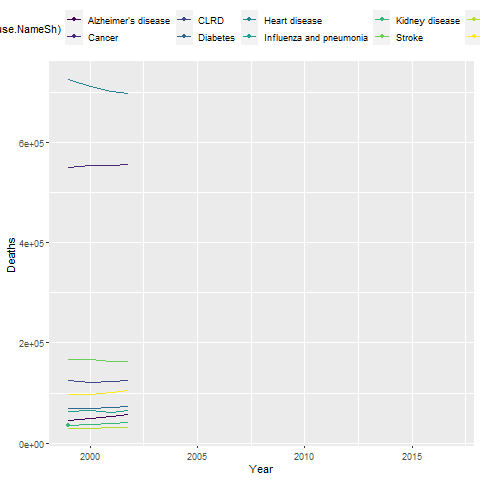 Alzheimer's disease CLRD Heart disease Kidney disease
use.NameSh)
Cancer Diabetes Influenza and pneumonia Stroke
6e+05
4e+05
Deaths
2e+05
0e+00
2000 2005 2010 2015
Year